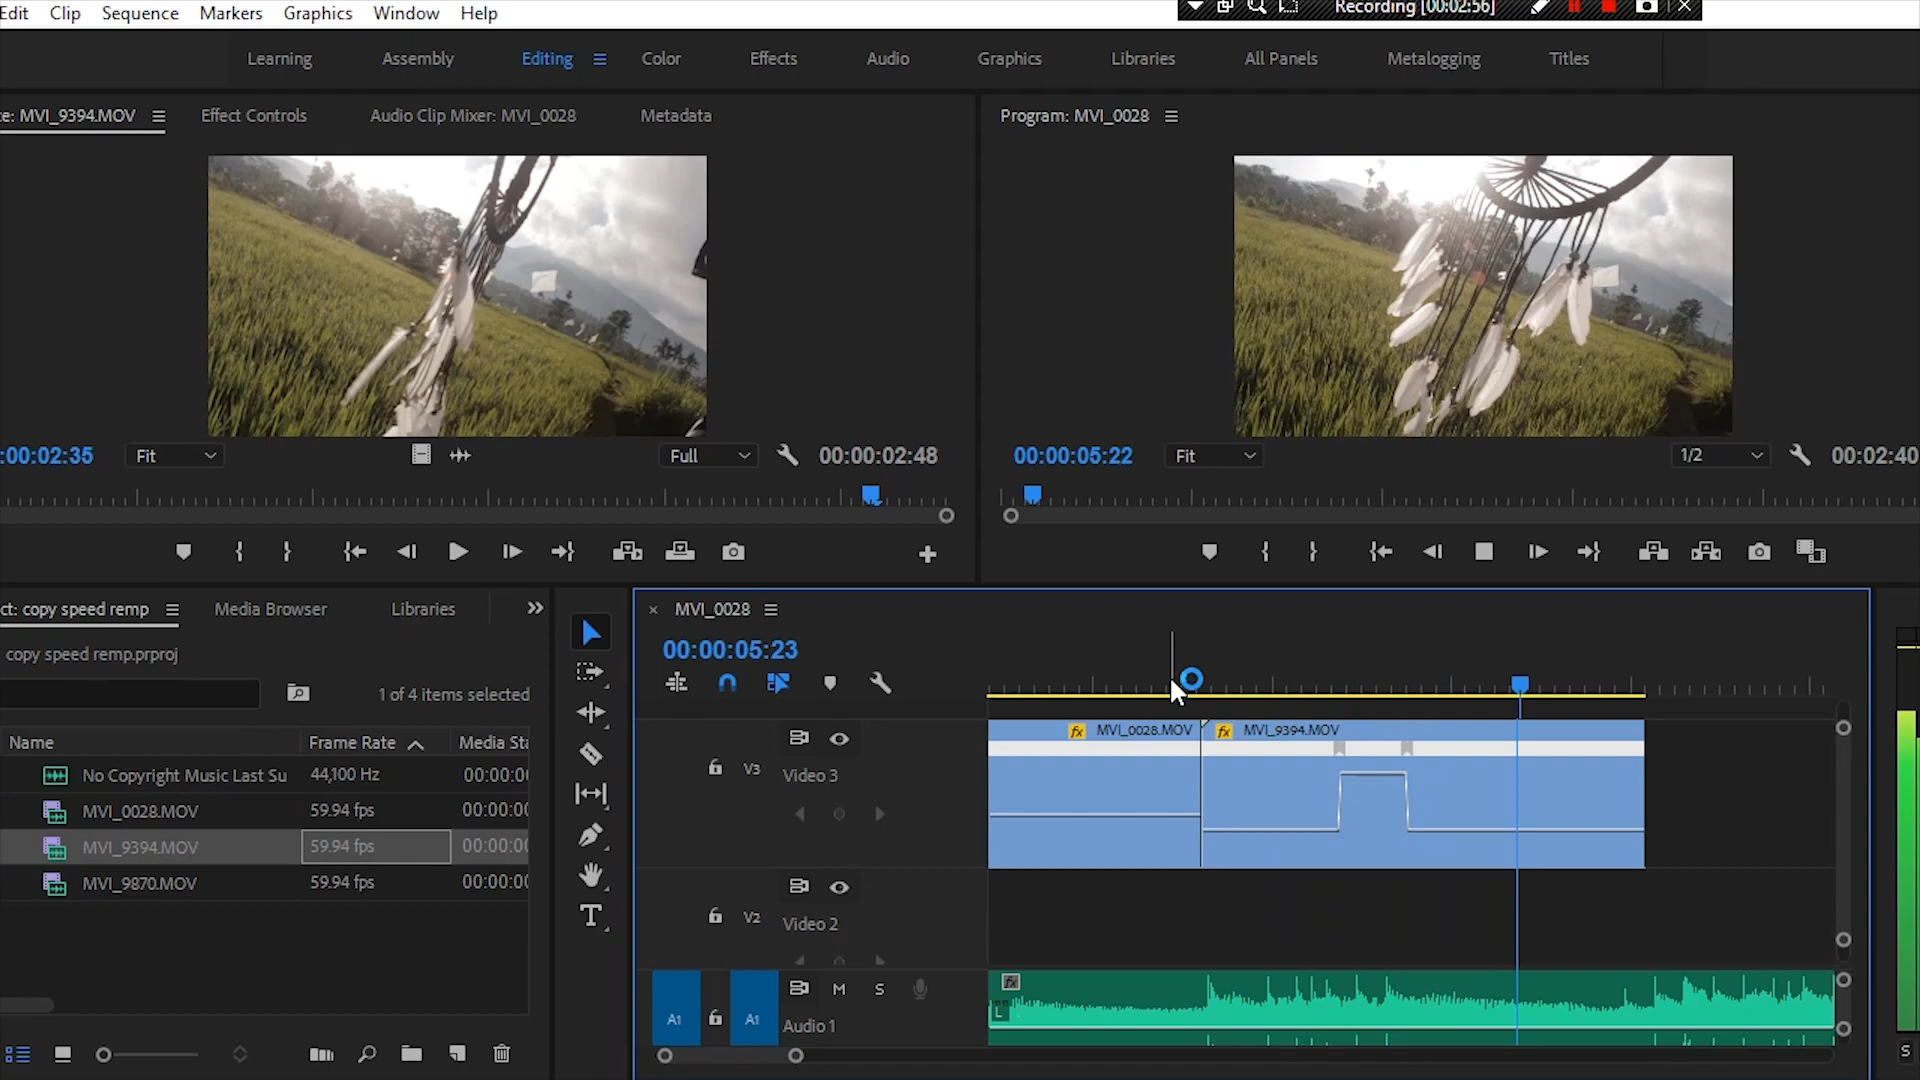 Edit Clip Sequence Markers Graphics Window Help
Recording [00:02:56]
Learning Assembly Editing Color Effects Audio Graphics Libraries All Panels Metalogging Titles
ce: MVI_9394.MOV Effect Controls Audio Clip Mixer: MVI_0028 Metadata
Program: MVI_0028
:00:02:35 Fit Full 00:00:02:48
00:00:05:22 Fit 1/2 00:02:40
ct: copy speed remp Media Browser Libraries
MVI_0028
copy speed remp.prproj
00:00:05:23
1 of 4 items selected
Name Frame Rate Media Sta
No Copyright Music Last Su 44,100 Hz 00:00:0
MVI_0028.MOV 59.94 fps 00:00:0
MVI_9394.MOV 59.94 fps 00:00:0
MVI_9870.MOV 59.94 fps 00:00:0
fx MVI_0028.MOV fx MVI_9394.MOV
V3 Video 3
V2 Video 2
fx
M S
L
A1 A1 Audio 1
S